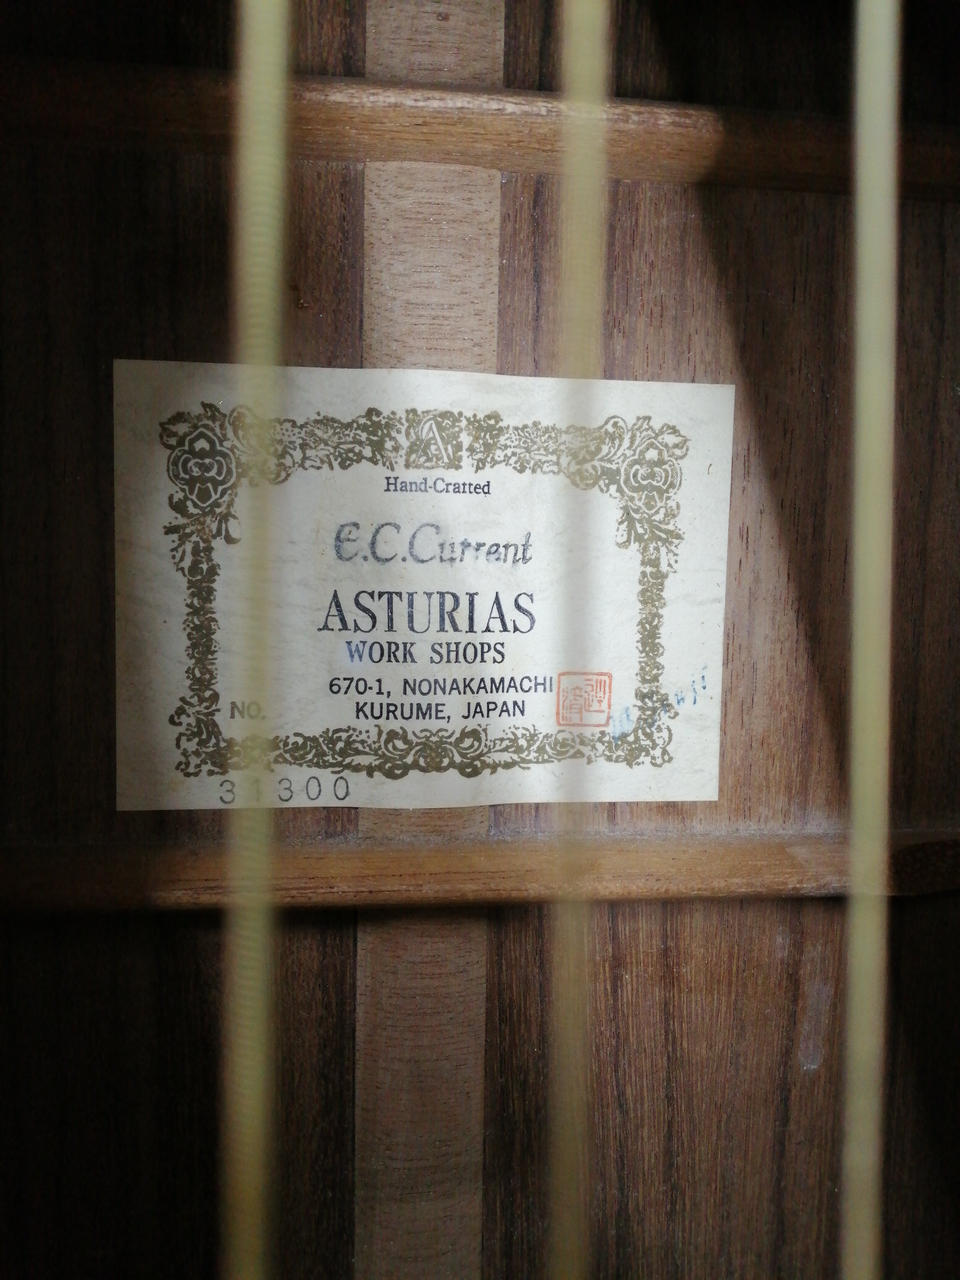 A
Hand-Crafted
E.C.Current
ASTURIAS
WORK SHOPS
670-1, NONAKAMACHI
KURUME, JAPAN
NO.
31300